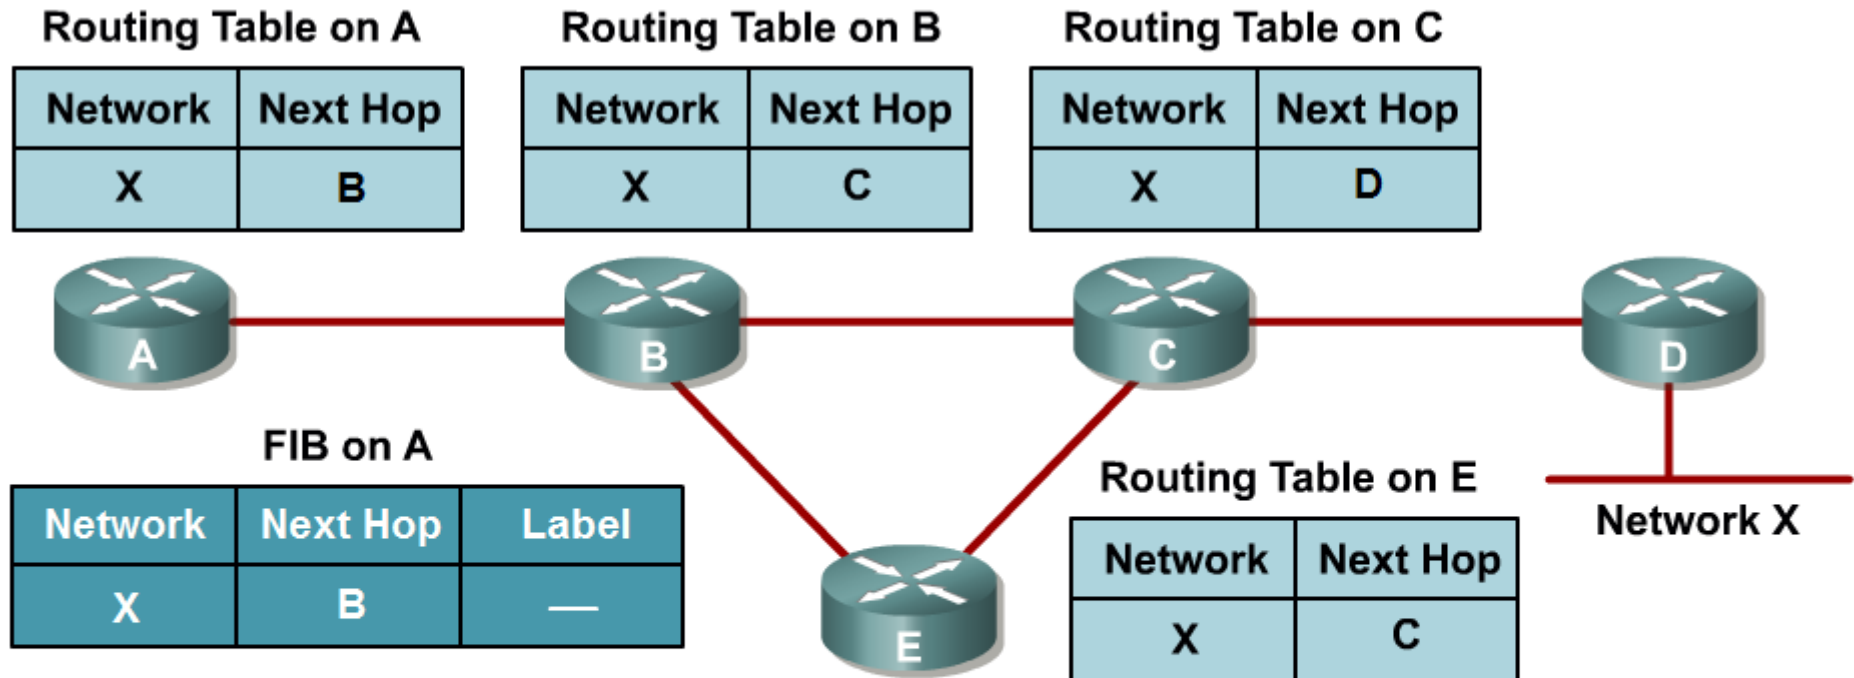 Routing Table on A
Network Next Hop
X B
Routing Table on B
Network Next Hop
X C
Routing Table on C
Network Next Hop
X D
A
B
C
D
FIB on A
Network Next Hop Label
X B —
E
Routing Table on E
Network Next Hop
X C
Network X